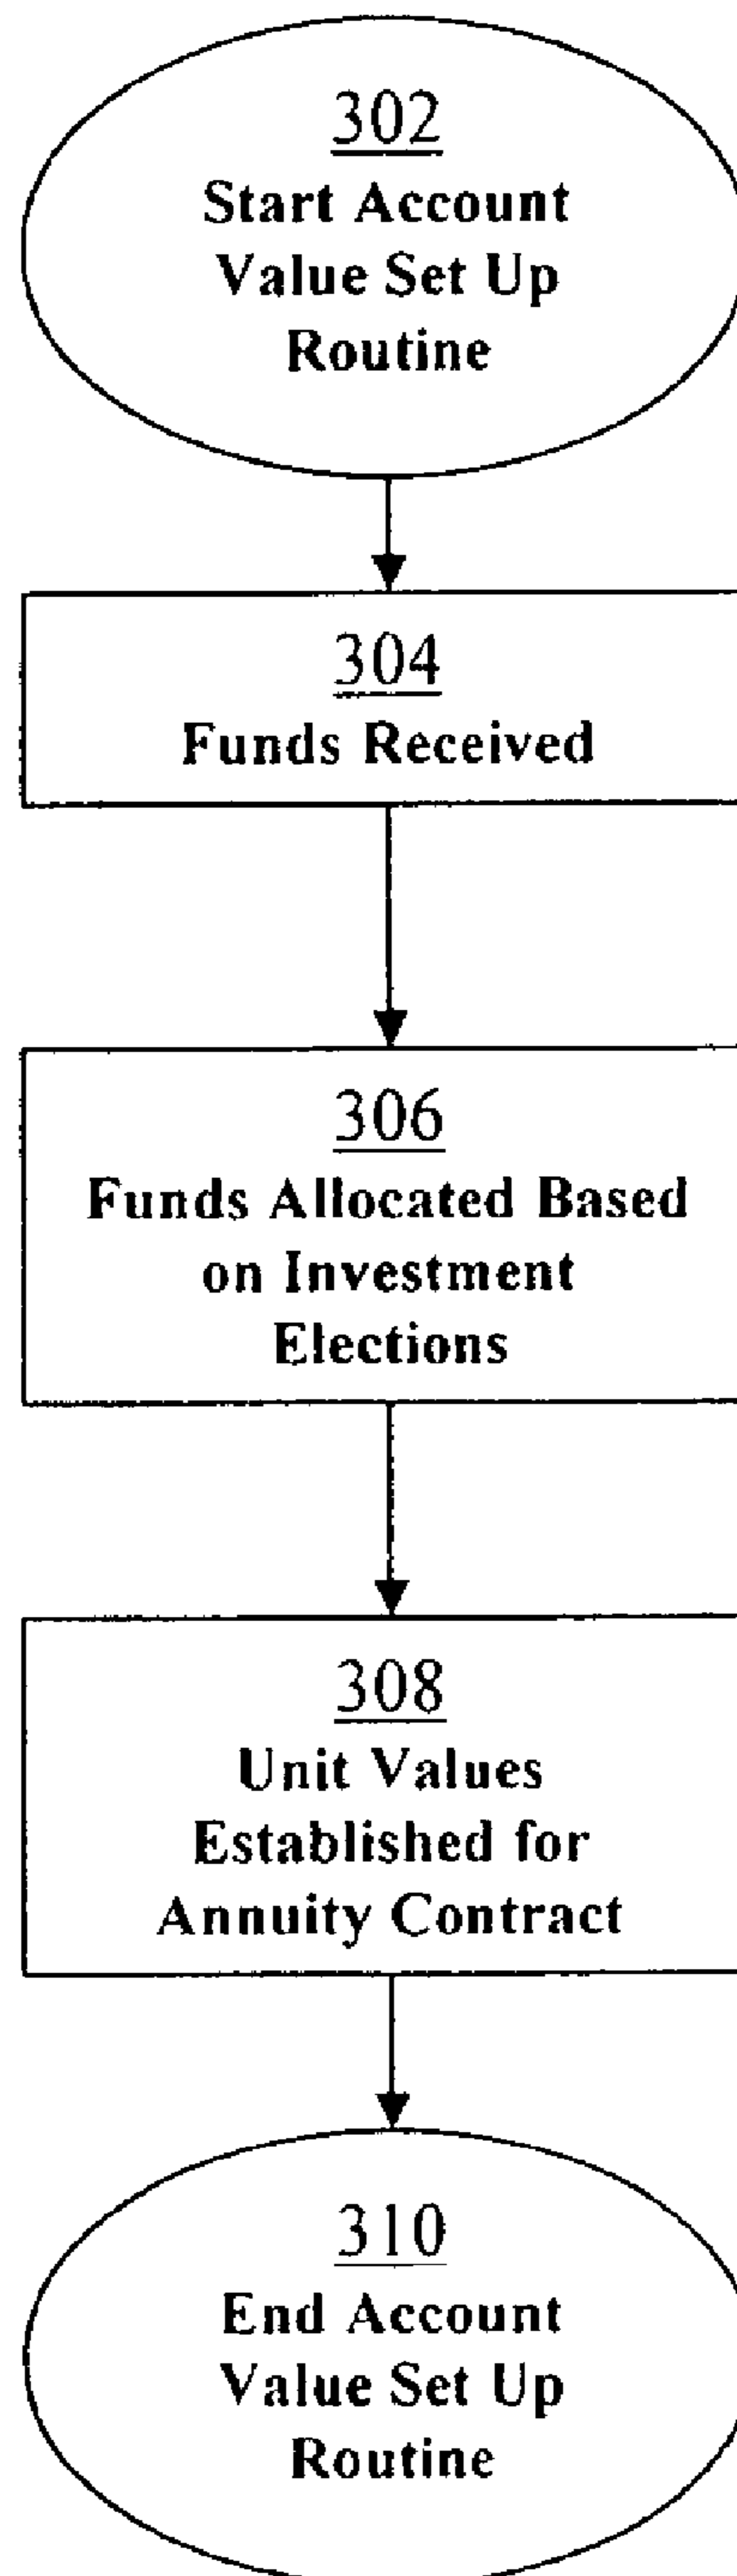 302
Start Account
Value Set Up
Routine
304
Funds Received
306
Funds Allocated Based
on Investment
Elections
308
Unit Values
Established for
Annuity Contract
310
End Account
Value Set Up
Routine